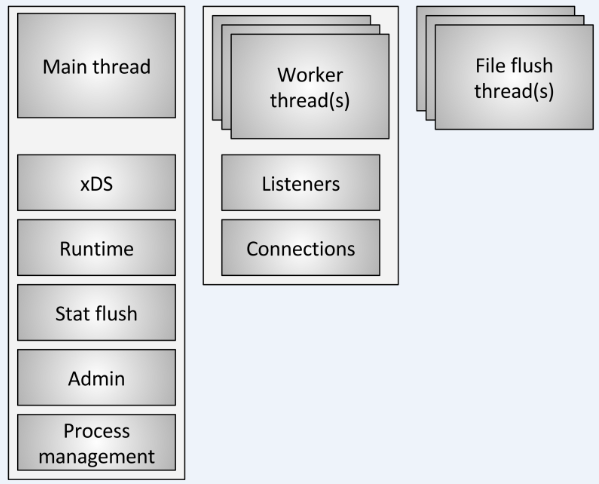 Main thread
xDS
Runtime
Stat flush
Admin
Process
management
Worker
thread(s)
Listeners
Connections
File flush
thread(s)